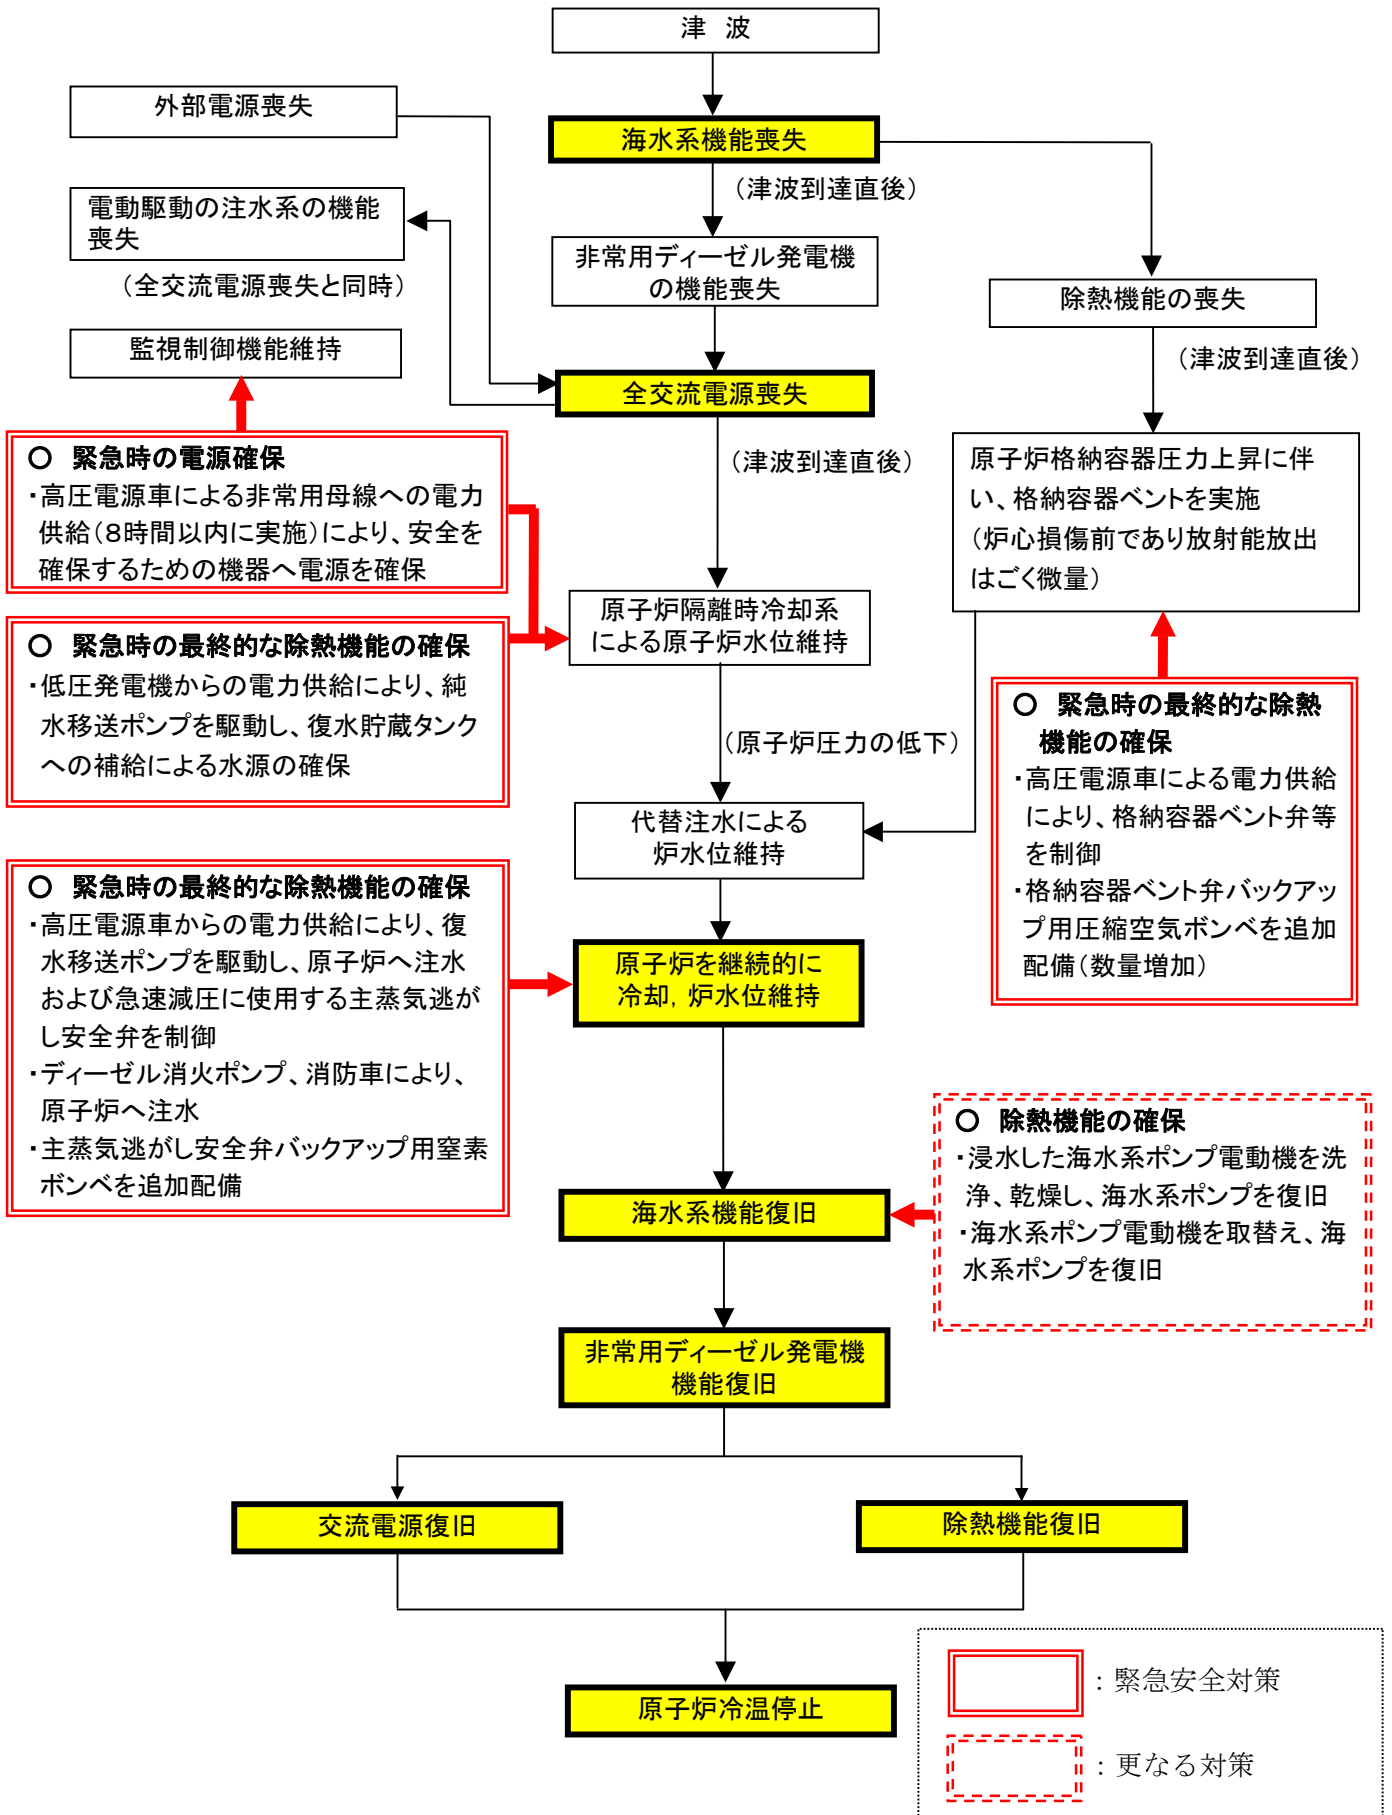 津　波
外部電源喪失
海水系機能喪失
（津波到達直後）
電動駆動の注水系の機能
喪失
（全交流電源喪失と同時）
非常用ディーゼル発電機
の機能喪失
除熱機能の喪失
（津波到達直後）
監視制御機能維持
全交流電源喪失
（津波到達直後）
○　緊急時の電源確保
・高圧電源車による非常用母線への電力
供給（８時間以内に実施）により、安全を
確保するための機器へ電源を確保
原子炉格納容器圧力上昇に伴
い、格納容器ベントを実施
（炉心損傷前であり放射能放出
はごく微量）
原子炉隔離時冷却系
による原子炉水位維持
○　緊急時の最終的な除熱機能の確保
・低圧発電機からの電力供給により、純
水移送ポンプを駆動し、復水貯蔵タンク
への補給による水源の確保
（原子炉圧力の低下）
○　緊急時の最終的な除熱
機能の確保
・高圧電源車による電力供給
により、格納容器ベント弁等
を制御
・格納容器ベント弁バックアッ
プ用圧縮空気ボンベを追加
配備（数量増加）
代替注水による
炉水位維持
○　緊急時の最終的な除熱機能の確保
・高圧電源車からの電力供給により、復
水移送ポンプを駆動し、原子炉へ注水
および急速減圧に使用する主蒸気逃が
し安全弁を制御
・ディーゼル消火ポンプ、消防車により、
原子炉へ注水
・主蒸気逃がし安全弁バックアップ用窒素
ボンベを追加配備
原子炉を継続的に
冷却，炉水位維持
○　除熱機能の確保
・浸水した海水系ポンプ電動機を洗
浄、乾燥し、海水系ポンプを復旧
・海水系ポンプ電動機を取替え、海
水系ポンプを復旧
海水系機能復旧
非常用ディーゼル発電機
機能復旧
交流電源復旧
除熱機能復旧
原子炉冷温停止
：緊急安全対策
：更なる対策